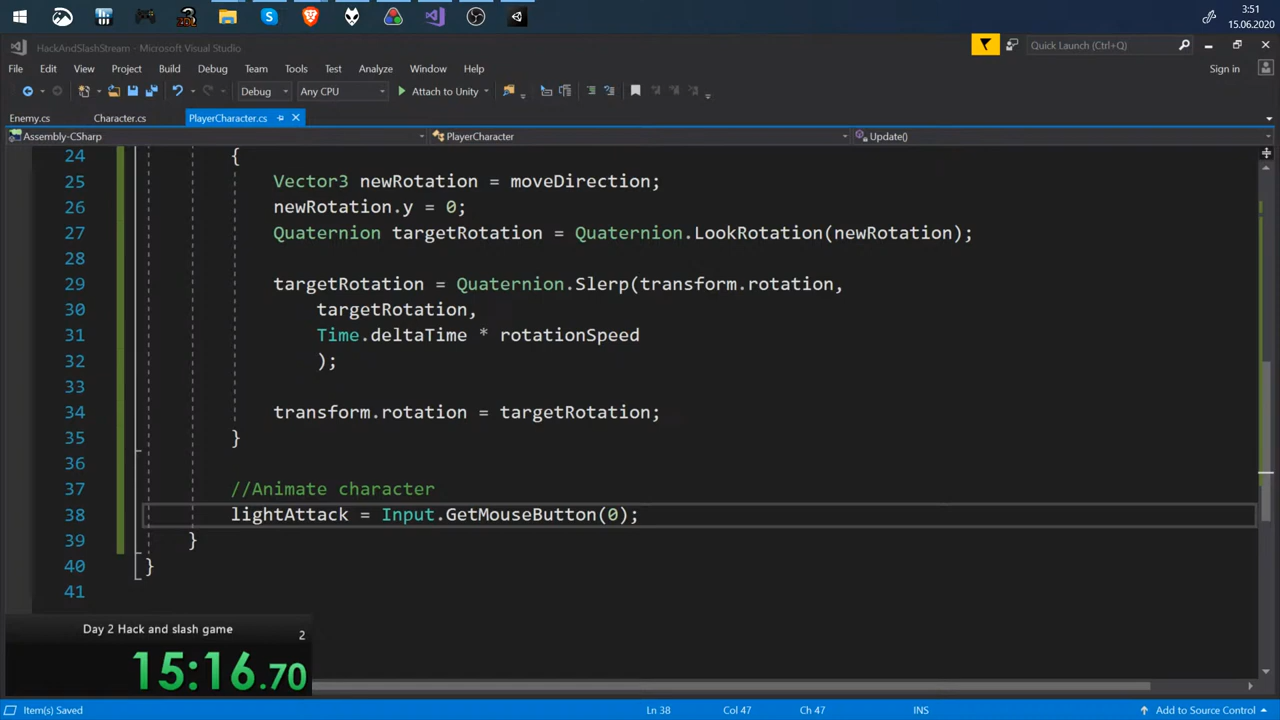 3:51
15.06.2020
HackAndSlashStream - Microsoft Visual Studio
Quick Launch (Ctrl+Q)
File Edit View Project Build Debug Team Tools Test Analyze Window Help
Sign in
Debug Any CPU Attach to Unity
Enemy.cs Character.cs PlayerCharacter.cs
Assembly-CSharp PlayerCharacter Update()
24 {
25 Vector3 newRotation = moveDirection;
26 newRotation.y = 0;
27 Quaternion targetRotation = Quaternion.LookRotation(newRotation);
28
29 targetRotation = Quaternion.Slerp(transform.rotation,
30 targetRotation,
31 Time.deltaTime * rotationSpeed
32 );
33
34 transform.rotation = targetRotation;
35 }
36
37 //Animate character
38 lightAttack = Input.GetMouseButton(0);
39 }
40 }
41
Day 2 Hack and slash game
2
15:16.70
Item(s) Saved Ln 38 Col 47 Ch 47 INS Add to Source Control